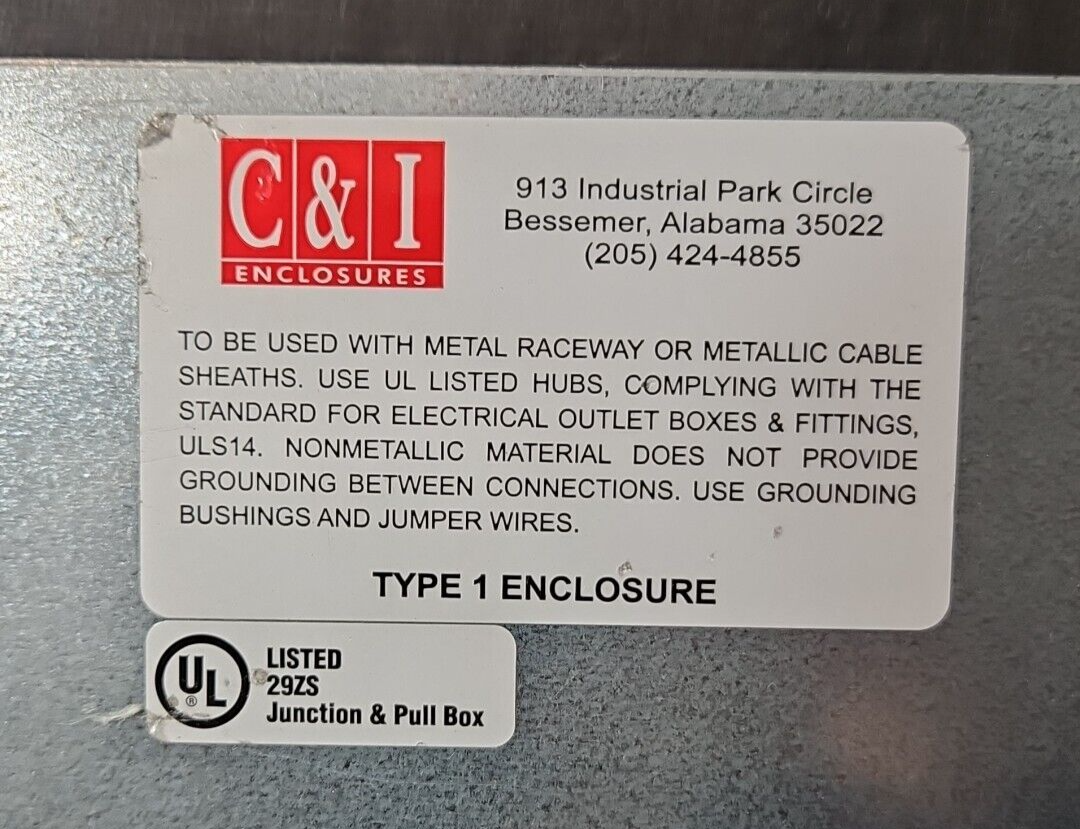 C&I
ENCLOSURES
913 Industrial Park Circle
Bessemer, Alabama 35022
(205) 424-4855
TO BE USED WITH METAL RACEWAY OR METALLIC CABLE
SHEATHS. USE UL LISTED HUBS, COMPLYING WITH THE
STANDARD FOR ELECTRICAL OUTLET BOXES & FITTINGS,
ULS14. NONMETALLIC MATERIAL DOES NOT PROVIDE
GROUNDING BETWEEN CONNECTIONS. USE GROUNDING
BUSHINGS AND JUMPER WIRES.
TYPE 1 ENCLOSURE
UL®
LISTED
29ZS
Junction & Pull Box